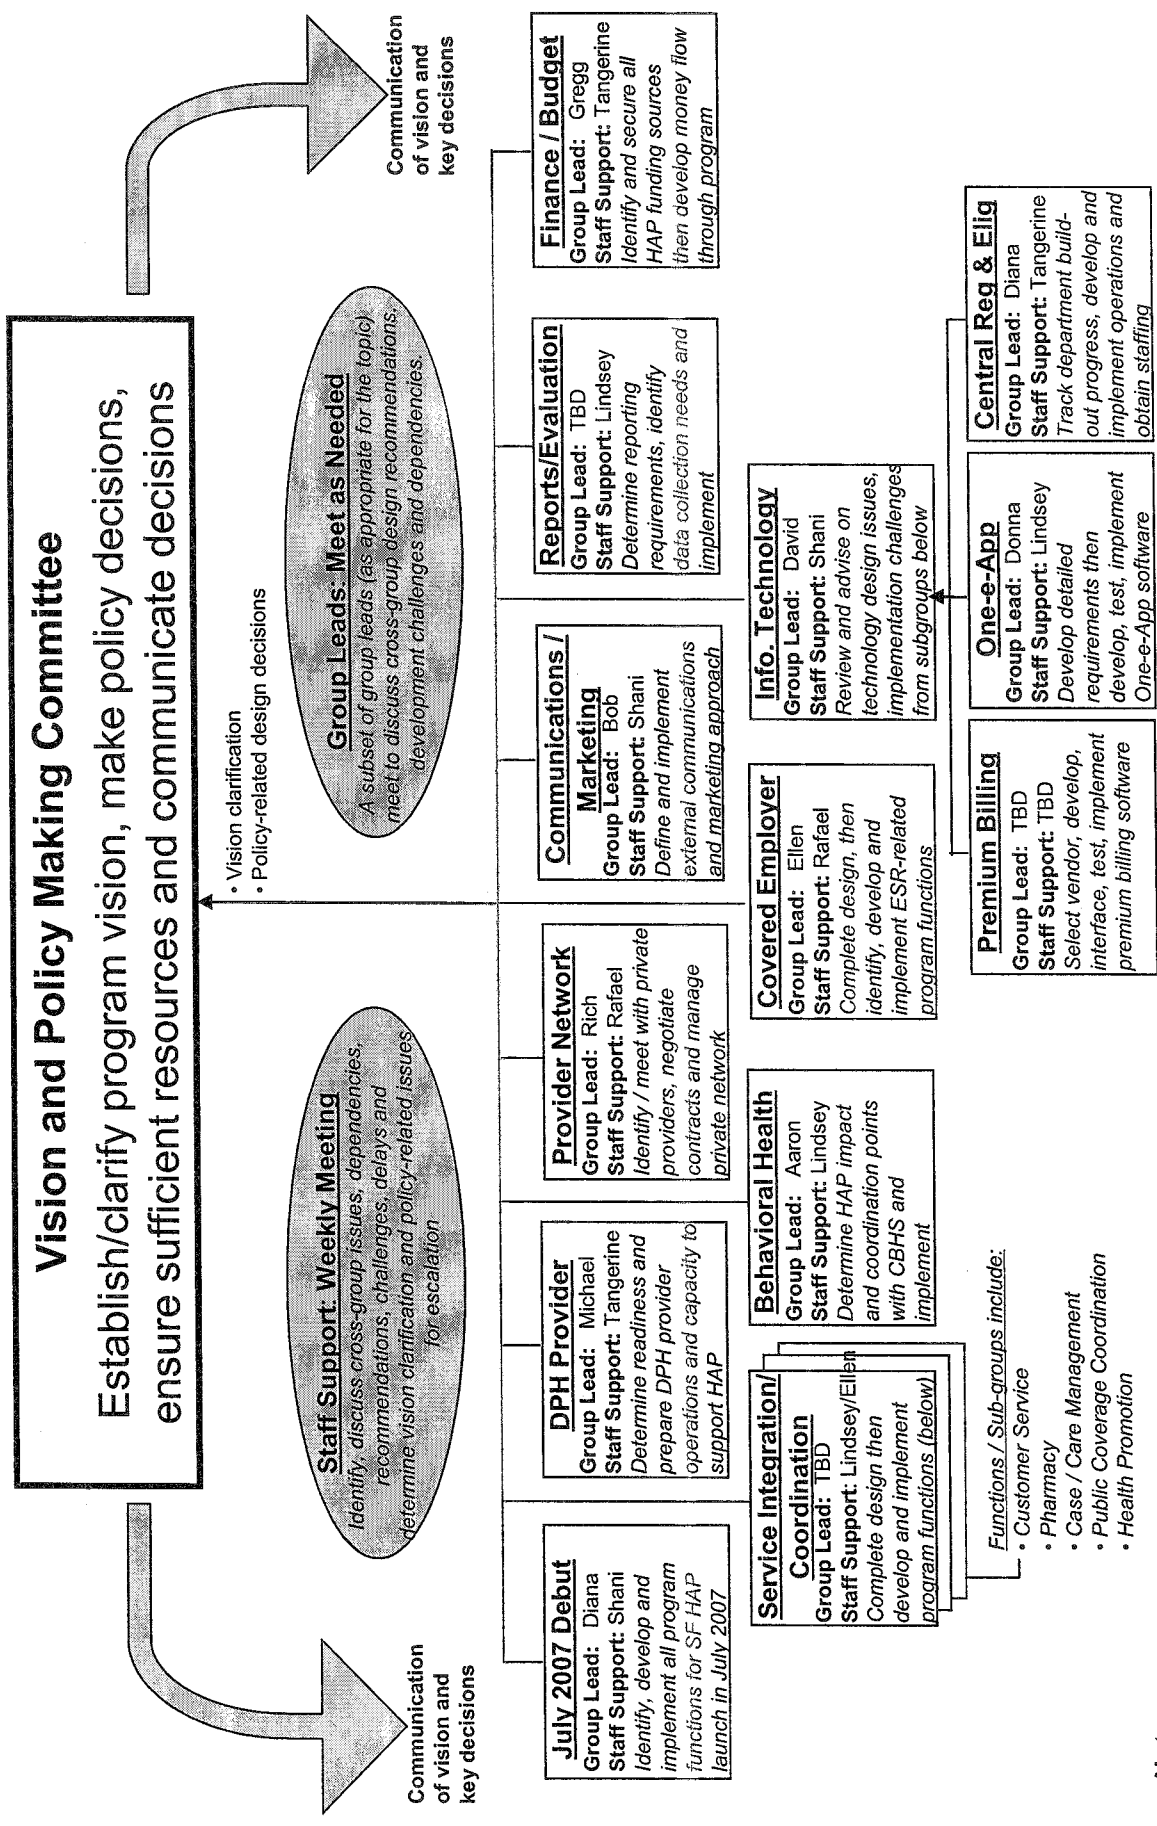 Vision and Policy Making Committee
Establish/clarify program vision, make policy decisions,
ensure sufficient resources and communicate decisions
• Vision clarification
• Policy-related design decisions
Communication
of vision and
key decisions
Communication
of vision and
key decisions
Staff Support: Weekly Meeting
Identify, discuss cross-group issues, dependencies,
recommendations, challenges, delays and
determine vision clarification and policy-related issues
for escalation
Group Leads: Meet as Needed
A subset of group leads (as appropriate for the topic)
meet to discuss cross-group design recommendations,
development challenges and dependencies.
July 2007 Debut
Group Lead: Diana
Staff Support: Shani
Identify, develop and
implement all program
functions for SF HAP
launch in July 2007
DPH Provider
Group Lead: Michael
Staff Support: Tangerine
Determine readiness and
prepare DPH provider
operations and capacity to
support HAP
Provider Network
Group Lead: Rich
Staff Support: Rafael
Identify / meet with private
providers, negotiate
contracts and manage
private network
Communications /
Marketing
Group Lead: Bob
Staff Support: Shani
Define and implement
external communications
and marketing approach
Reports/Evaluation
Group Lead: TBD
Staff Support: Lindsey
Determine reporting
requirements, identify
data collection needs and
implement
Finance / Budget
Group Lead: Gregg
Staff Support: Tangerine
Identify and secure all
HAP funding sources
then develop money flow
through program
Service Integration/
Coordination
Group Lead: TBD
Staff Support: Lindsey/Ellen
Complete design then
develop and implement
program functions (below)
Behavioral Health
Group Lead: Aaron
Staff Support: Lindsey
Determine HAP impact
and coordination points
with CBHS and
implement
Covered Employer
Group Lead: Ellen
Staff Support: Rafael
Complete design, then
identify, develop and
implement ESR-related
program functions
Info. Technology
Group Lead: David
Staff Support: Shani
Review and advise on
technology design issues,
implementation challenges
from subgroups below
Functions / Sub-groups include:
• Customer Service
• Pharmacy
• Case / Care Management
• Public Coverage Coordination
• Health Promotion
Premium Billing
Group Lead: TBD
Staff Support: TBD
Select vendor, develop,
interface, test, implement
premium billing software
One-e-App
Group Lead: Donna
Staff Support: Lindsey
Develop detailed
requirements then
develop, test, implement
One-e-App software
Central Reg & Elig
Group Lead: Diana
Staff Support: Tangerine
Track department build-
out progress, develop and
implement operations and
obtain staffing